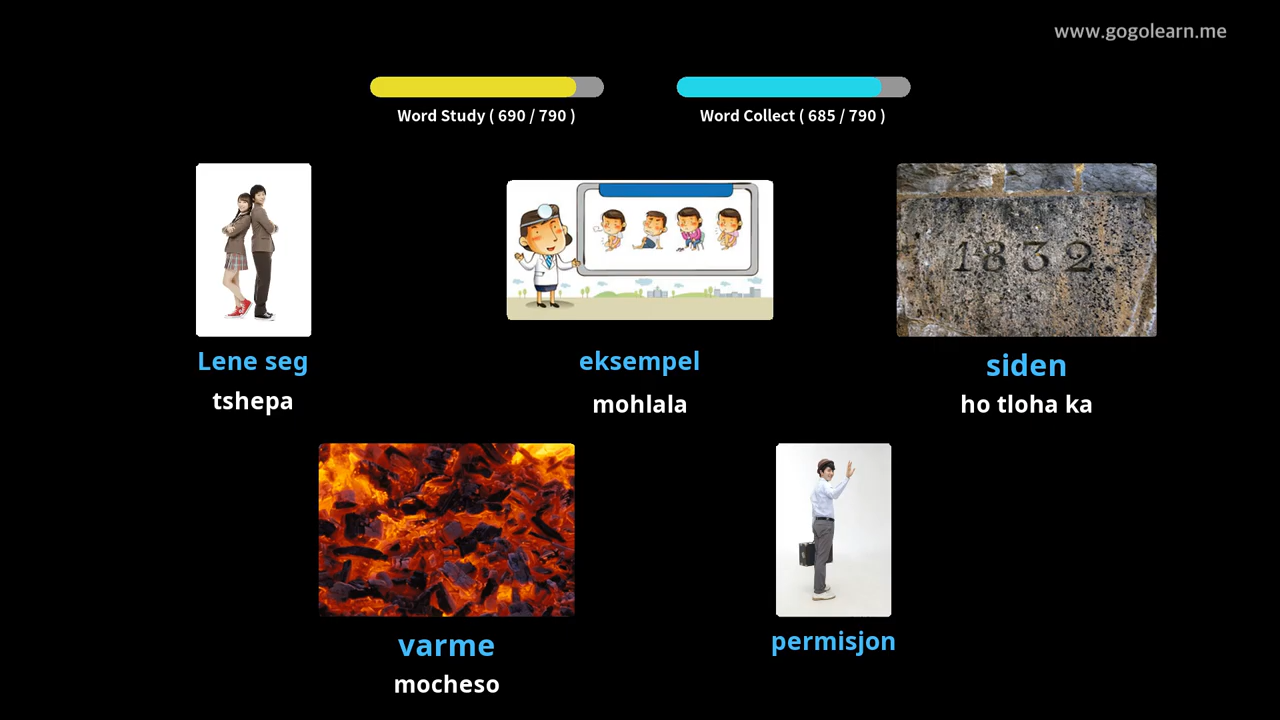 www.gogolearn.me
Word Study ( 690 / 790 )
Word Collect ( 685 / 790 )
1832.
Lene seg
tshepa
eksempel
mohlala
siden
ho tloha ka
varme
mocheso
permisjon